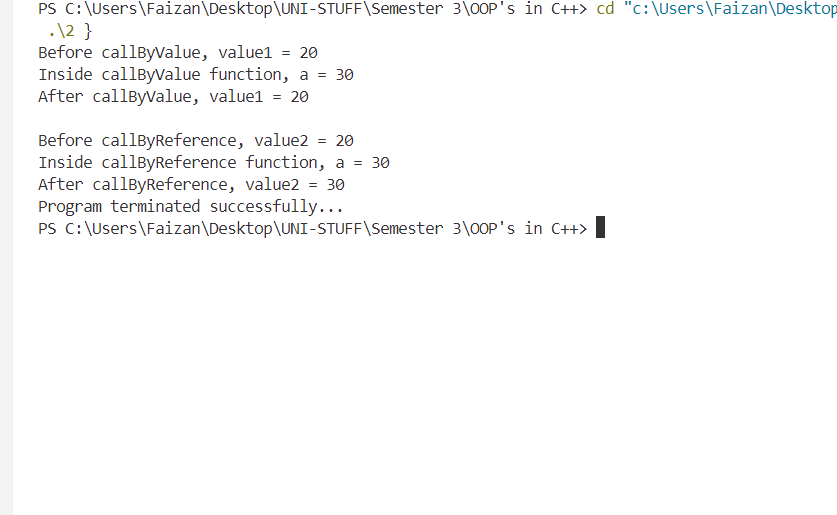 PS C:\Users\Faizan\Desktop\UNI-STUFF\Semester 3\OOP's in C++> cd "c:\Users\Faizan\Desktop
.\2 }
Before callByValue, value1 = 20
Inside callByValue function, a = 30
After callByValue, value1 = 20
Before callByReference, value2 = 20
Inside callByReference function, a = 30
After callByReference, value2 = 30
Program terminated successfully...
PS C:\Users\Faizan\Desktop\UNI-STUFF\Semester 3\OOP's in C++>